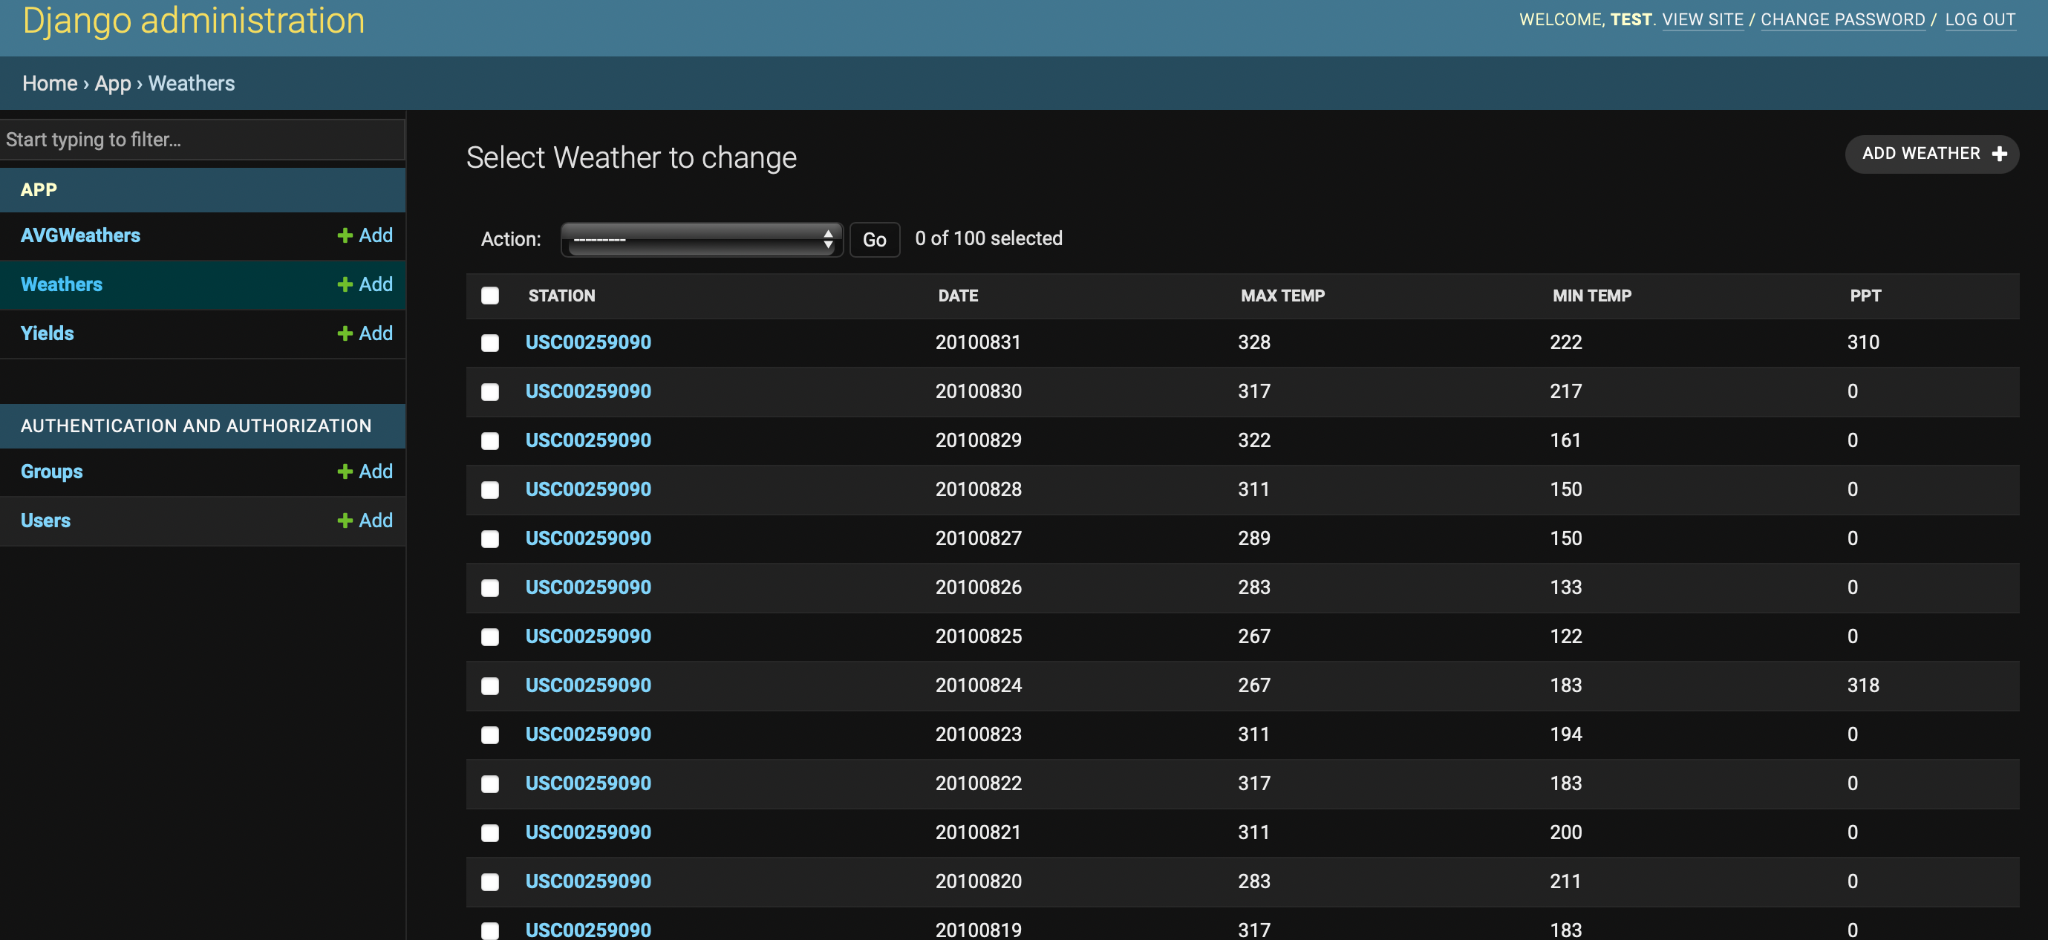 Django administration
WELCOME, TEST. VIEW SITE / CHANGE PASSWORD / LOG OUT
Home › App › Weathers
Start typing to filter...
APP
AVGWeathers + Add
Weathers + Add
Yields + Add
AUTHENTICATION AND AUTHORIZATION
Groups + Add
Users + Add
Select Weather to change
ADD WEATHER +
Action: --------- Go 0 of 100 selected
STATION DATE MAX TEMP MIN TEMP PPT
USC00259090 20100831 328 222 310
USC00259090 20100830 317 217 0
USC00259090 20100829 322 161 0
USC00259090 20100828 311 150 0
USC00259090 20100827 289 150 0
USC00259090 20100826 283 133 0
USC00259090 20100825 267 122 0
USC00259090 20100824 267 183 318
USC00259090 20100823 311 194 0
USC00259090 20100822 317 183 0
USC00259090 20100821 311 200 0
USC00259090 20100820 283 211 0
USC00259090 20100819 317 183 0